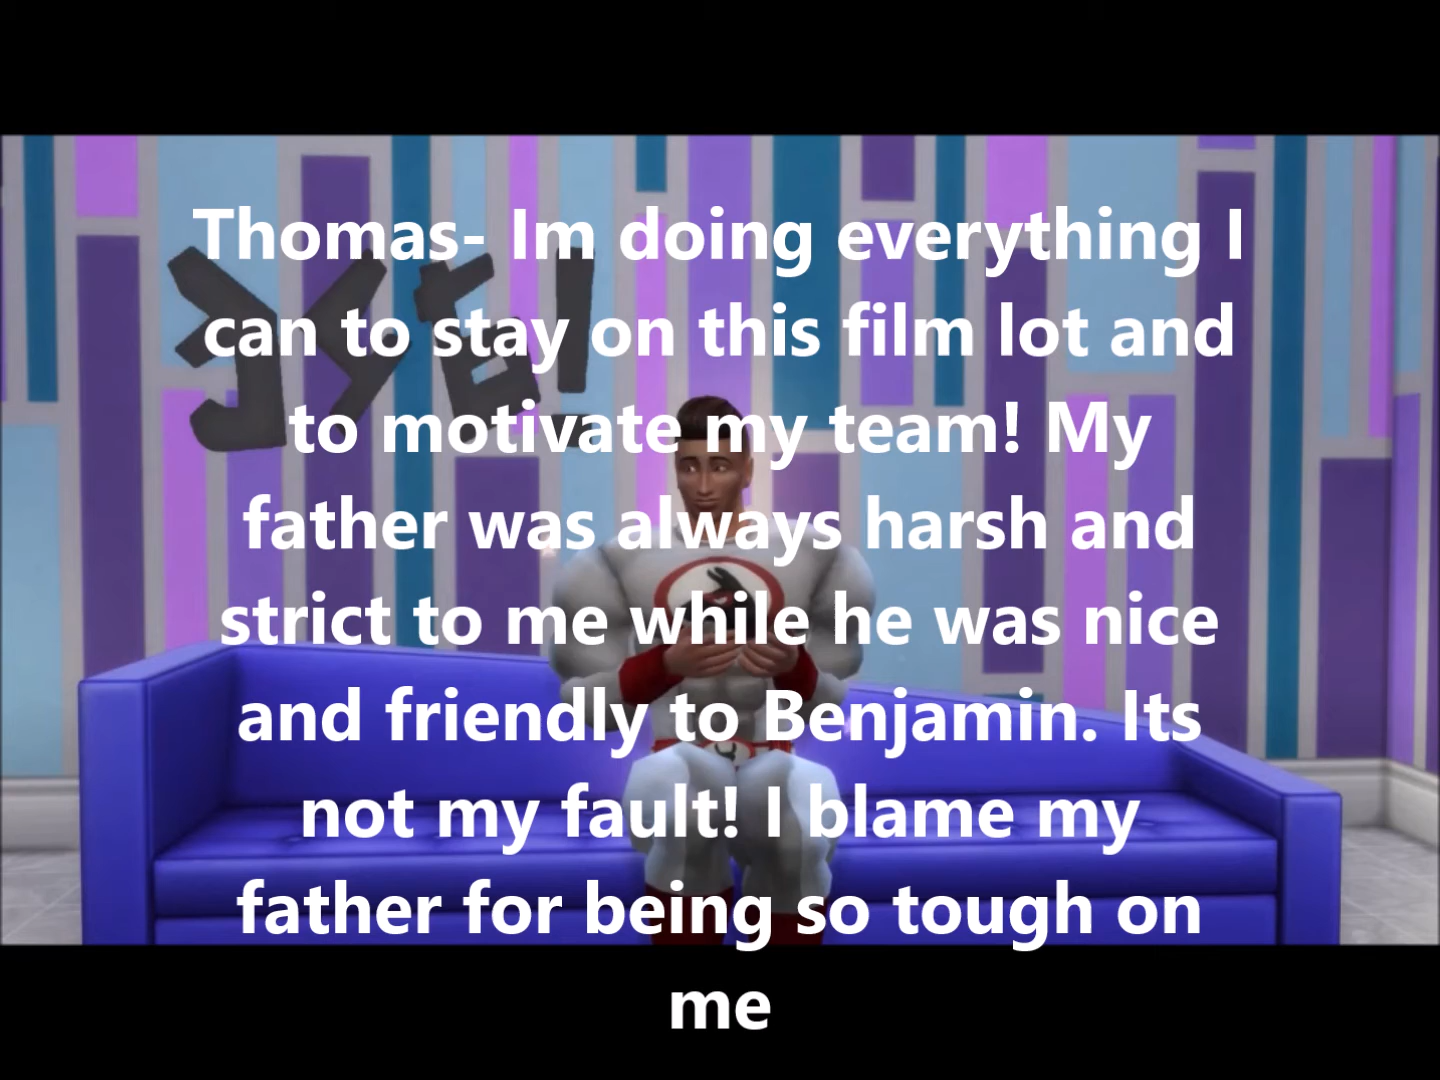 Thomas- Im doing everything I
can to stay on this film lot and
to motivate my team! My
father was always harsh and
strict to me while he was nice
and friendly to Benjamin. Its
not my fault! I blame my
father for being so tough on
me